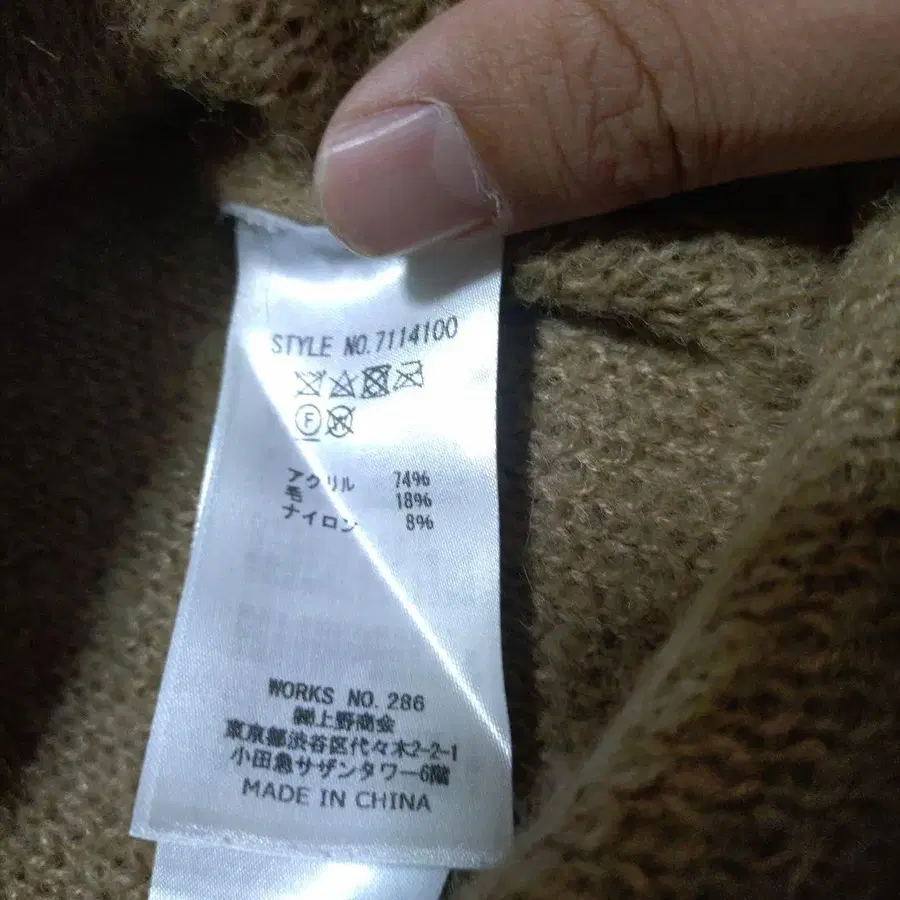 STYLE NO.7114100
F
アクリル 74%
毛 18%
ナイロン 8%
WORKS NO.286
㈱上野商会
東京都渋谷区代々木2-2-1
小田急サザンタワー6階
MADE IN CHINA